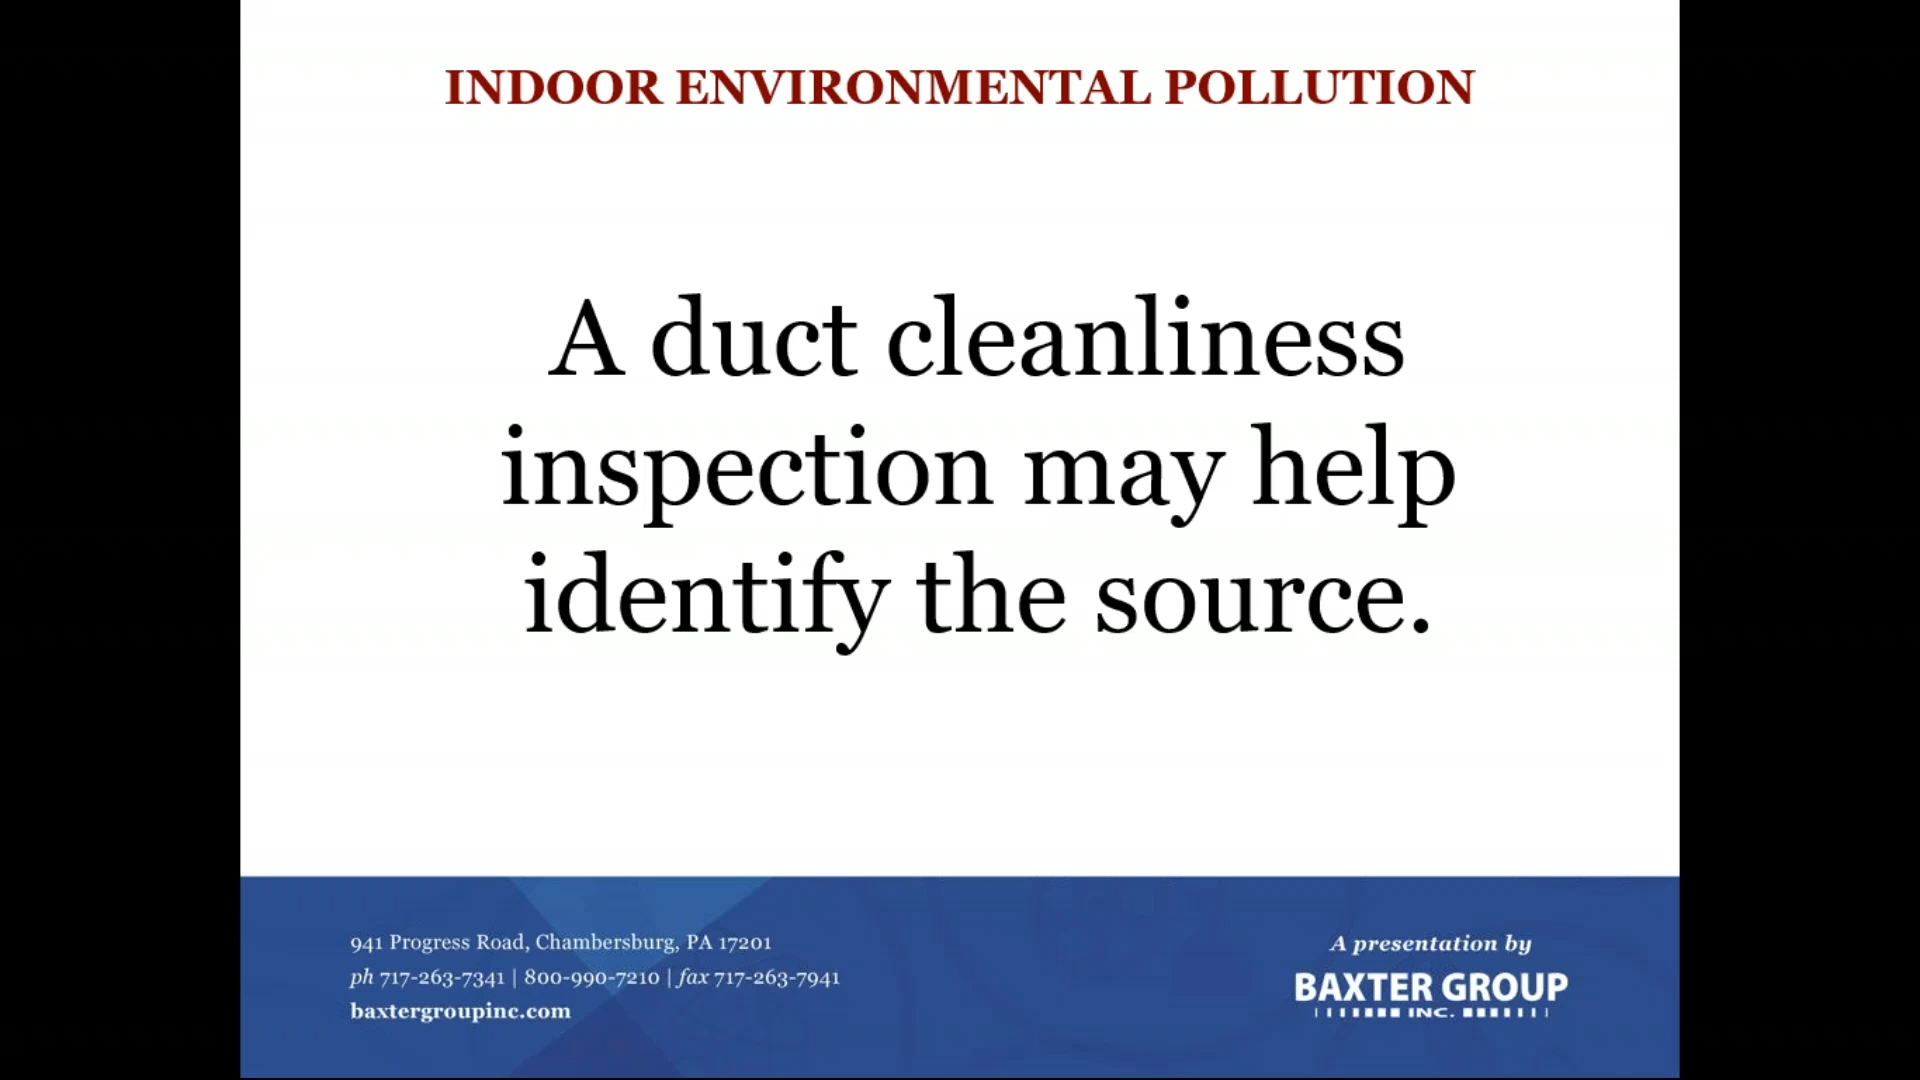 INDOOR ENVIRONMENTAL POLLUTION
A duct cleanliness
inspection may help
identify the source.
941 Progress Road, Chambersburg, PA 17201
ph 717-263-7341 | 800-990-7210 | fax 717-263-7941
baxtergroupinc.com
A presentation by
BAXTER GROUP
INC.